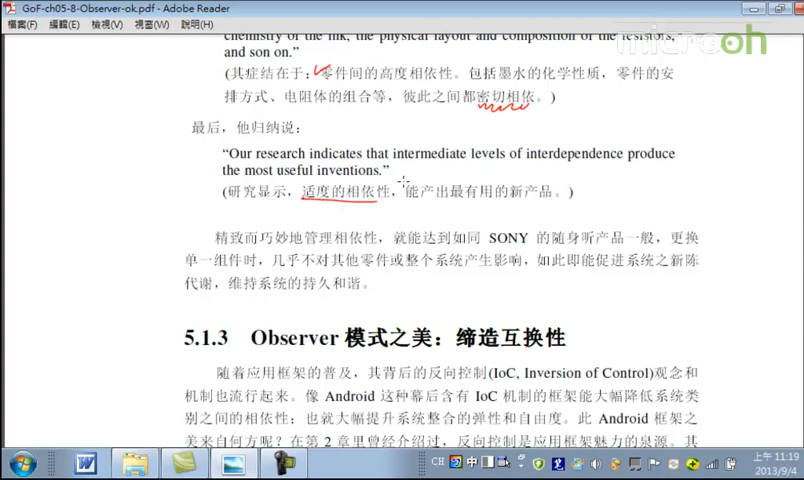 GoF-ch05-8-Observer-ok.pdf - Adobe Reader
檔案(F) 編輯(E) 檢視(V) 視窗(W) 說明(H)
microoh
chemistry of the ink, the physical layout and composition of the resistors,
and son on.”
(其症结在于：零件间的高度相依性。包括墨水的化学性质，零件的安
排方式、电阻体的组合等，彼此之间都密切相依。)
最后，他归纳说：
“Our research indicates that intermediate levels of interdependence produce
the most useful inventions.”
(研究显示，适度的相依性，能产出最有用的新产品。)
精致而巧妙地管理相依性，就能达到如同 SONY 的随身听产品一般，更换
单一组件时，几乎不对其他零件或整个系统产生影响，如此即能促进系统之新陈
代谢，维持系统的持久和谐。
5.1.3 Observer 模式之美：缔造互换性
随着应用框架的普及，其背后的反向控制(IoC, Inversion of Control)观念和
机制也流行起来。像 Android 这种幕后含有 IoC 机制的框架能大幅降低系统类
别之间的相依性；也就大幅提升系统整合的弹性和自由度。此 Android 框架之
美来自何方呢？在第 2 章里曾经介绍过，反向控制是应用框架魅力的泉源。其
CH 中
上午 11:19
2013/9/4